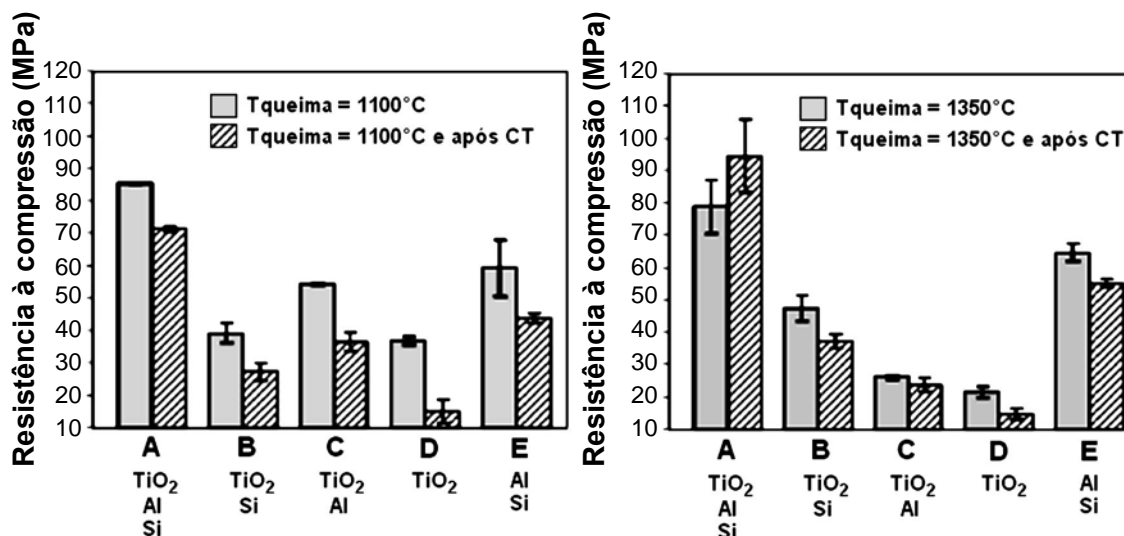 Resistência à compressão (MPa)
120
110
100
90
80
70
60
50
40
30
20
10
Tqueima = 1100°C
Tqueima = 1100°C e após CT
A B C D E
TiO2 TiO2 TiO2 TiO2 Al
Al Si Al Si
Si
Resistência à compressão (MPa)
120
110
100
90
80
70
60
50
40
30
20
10
Tqueima = 1350°C
Tqueima = 1350°C e após CT
A B C D E
TiO2 TiO2 TiO2 TiO2 Al
Al Si Al Si
Si